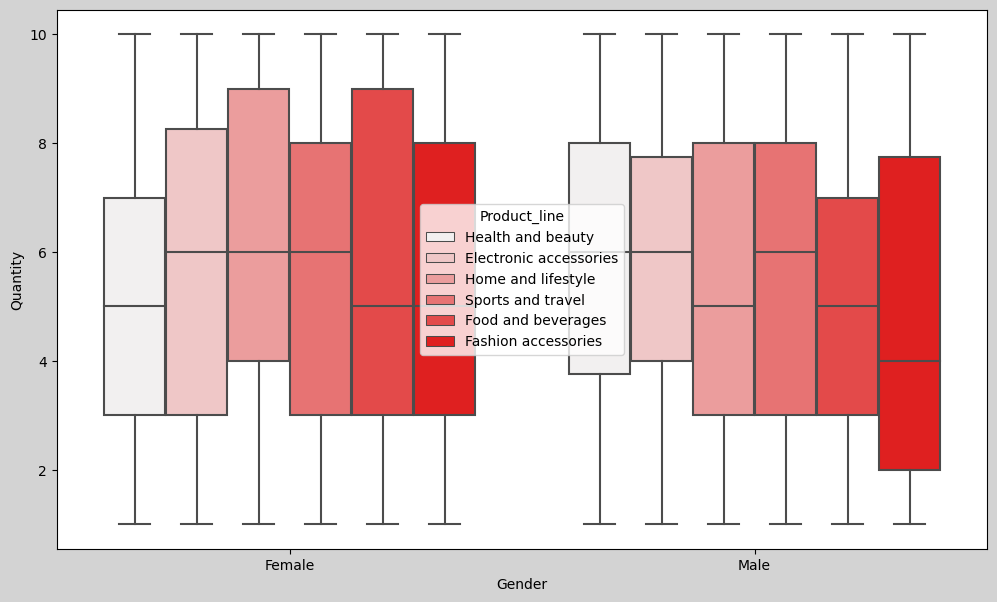 10
8
6
4
2
Quantity
Product_line
Health and beauty
Electronic accessories
Home and lifestyle
Sports and travel
Food and beverages
Fashion accessories
Female
Male
Gender